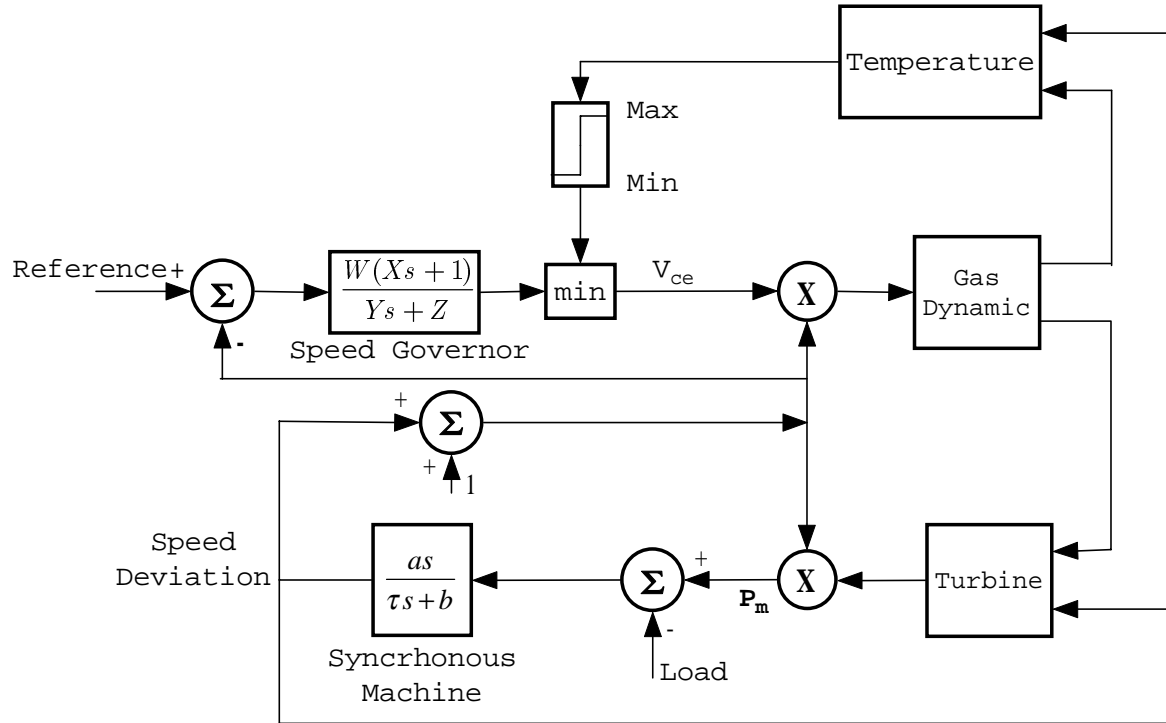 Temperature
Max
Min
Reference
+
Σ
-
W(Xs + 1)
Ys + Z
Speed Governor
min
V_ce
X
Gas
Dynamic
+
Σ
+
1
Speed
Deviation
as
τs + b
Syncrhonous
Machine
Σ
+
-
Load
P_m
X
Turbine